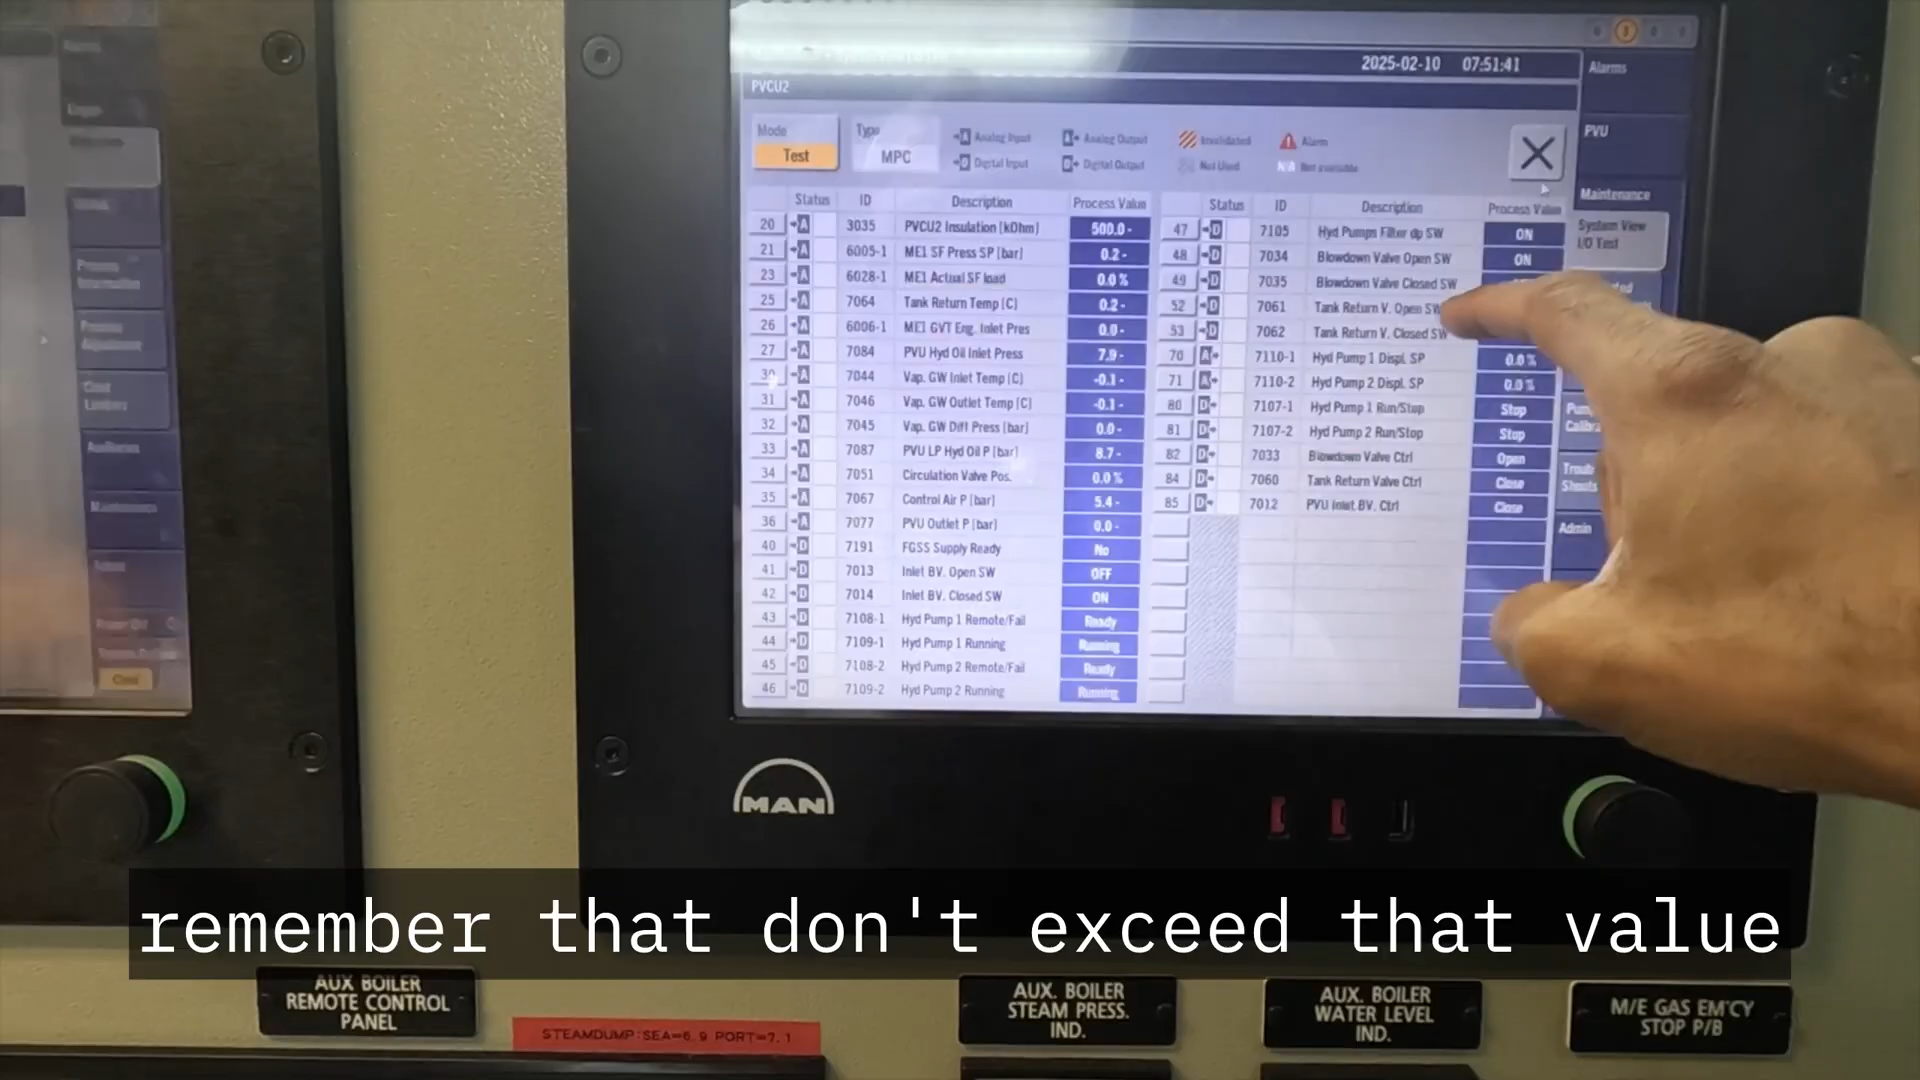 2025-02-10 07:51:41
Alarms
PVCU2
Mode
Test
Type
MPC
Analog Input
Analog Output
Invalidated
Alarm
Digital Input
Digital Output
Not Used
N/A Not available
PVU
Maintenance
System View
I/O Test
Status ID Description Process Value
20 A 3035 PVCU2 Insulation [kOhm] 500.0 -
21 A 6005-1 ME1 SF Press SP [bar] 0.2 -
23 A 6028-1 ME1 Actual SF load 0.0 %
25 A 7064 Tank Return Temp [C] 0.2 -
26 A 6006-1 ME1 GVT Eng. Inlet Pres 0.0 -
27 A 7084 PVU Hyd Oil Inlet Press 7.9 -
30 A 7044 Vap. GW Inlet Temp [C] -0.1 -
31 A 7046 Vap. GW Outlet Temp [C] -0.1 -
32 A 7045 Vap. GW Diff Press [bar] 0.0 -
33 A 7087 PVU LP Hyd Oil P [bar] 8.7 -
34 A 7051 Circulation Valve Pos. 0.0 %
35 A 7067 Control Air P [bar] 5.4 -
36 A 7077 PVU Outlet P [bar] 0.0 -
40 D 7191 FGSS Supply Ready No
41 D 7013 Inlet BV. Open SW OFF
42 D 7014 Inlet BV. Closed SW ON
43 D 7108-1 Hyd Pump 1 Remote/Fail Ready
44 D 7109-1 Hyd Pump 1 Running Running
45 D 7108-2 Hyd Pump 2 Remote/Fail Ready
46 D 7109-2 Hyd Pump 2 Running Running
Status ID Description Process Value
47 D 7105 Hyd Pumps Filter dp SW ON
48 D 7034 Blowdown Valve Open SW ON
49 D 7035 Blowdown Valve Closed SW
52 D 7061 Tank Return V. Open SW
53 D 7062 Tank Return V. Closed SW
70 A 7110-1 Hyd Pump 1 Displ. SP 0.0 %
71 A 7110-2 Hyd Pump 2 Displ. SP 0.0 %
80 D 7107-1 Hyd Pump 1 Run/Stop Stop
81 D 7107-2 Hyd Pump 2 Run/Stop Stop
82 D 7033 Blowdown Valve Ctrl Open
84 D 7060 Tank Return Valve Ctrl Close
85 D 7012 PVU Inlet BV. Ctrl Close
Admin
Process
Information
Process
Adjustment
Auxiliaries
Maintenance
Admin
MAN
remember that don't exceed that value
AUX BOILER
REMOTE CONTROL
PANEL
STEAMDUMP:SEA=6.9 PORT=7.1
AUX. BOILER
STEAM PRESS.
IND.
AUX. BOILER
WATER LEVEL
IND.
M/E GAS EM'CY
STOP P/B